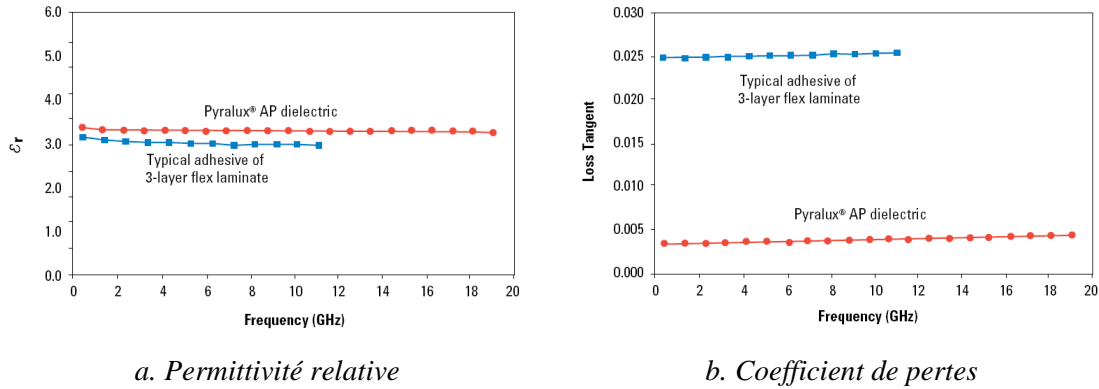 6.0
5.0
4.0
3.0
2.0
1.0
0.0
εr
Pyralux® AP dielectric
Typical adhesive of
3-layer flex laminate
0 2 4 6 8 10 11 12 14 16 18 20
Frequency (GHz)
a. Permittivité relative
0.030
0.025
0.020
0.015
0.010
0.005
0.000
Loss Tangent
Typical adhesive of
3-layer flex laminate
Pyralux® AP dielectric
0 2 4 6 8 10 11 12 14 16 18 20
Frequency (GHz)
b. Coefficient de pertes